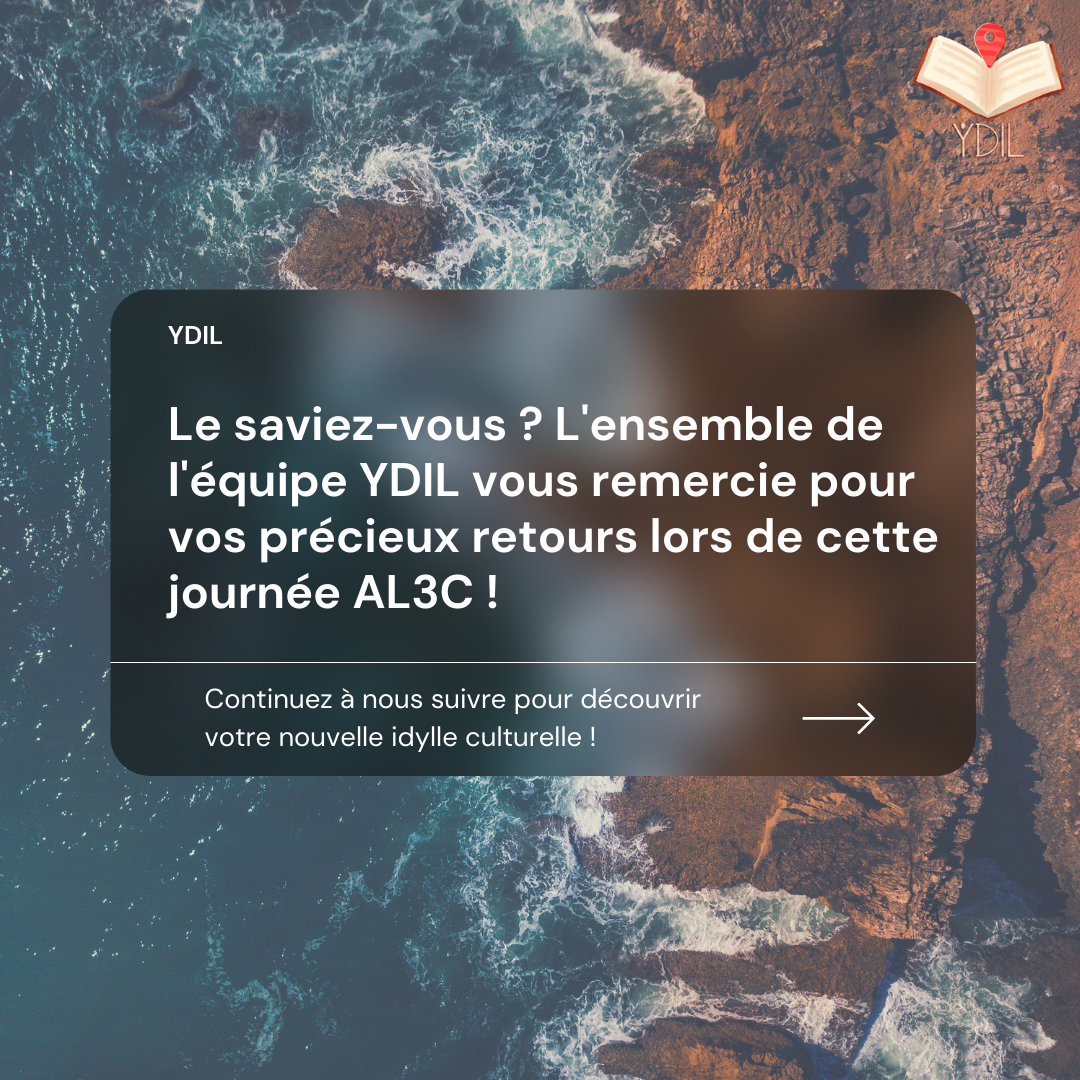 YDIL
YDIL
Le saviez-vous ? L'ensemble de
l'équipe YDIL vous remercie pour
vos précieux retours lors de cette
journée AL3C !
Continuez à nous suivre pour découvrir
votre nouvelle idylle culturelle !